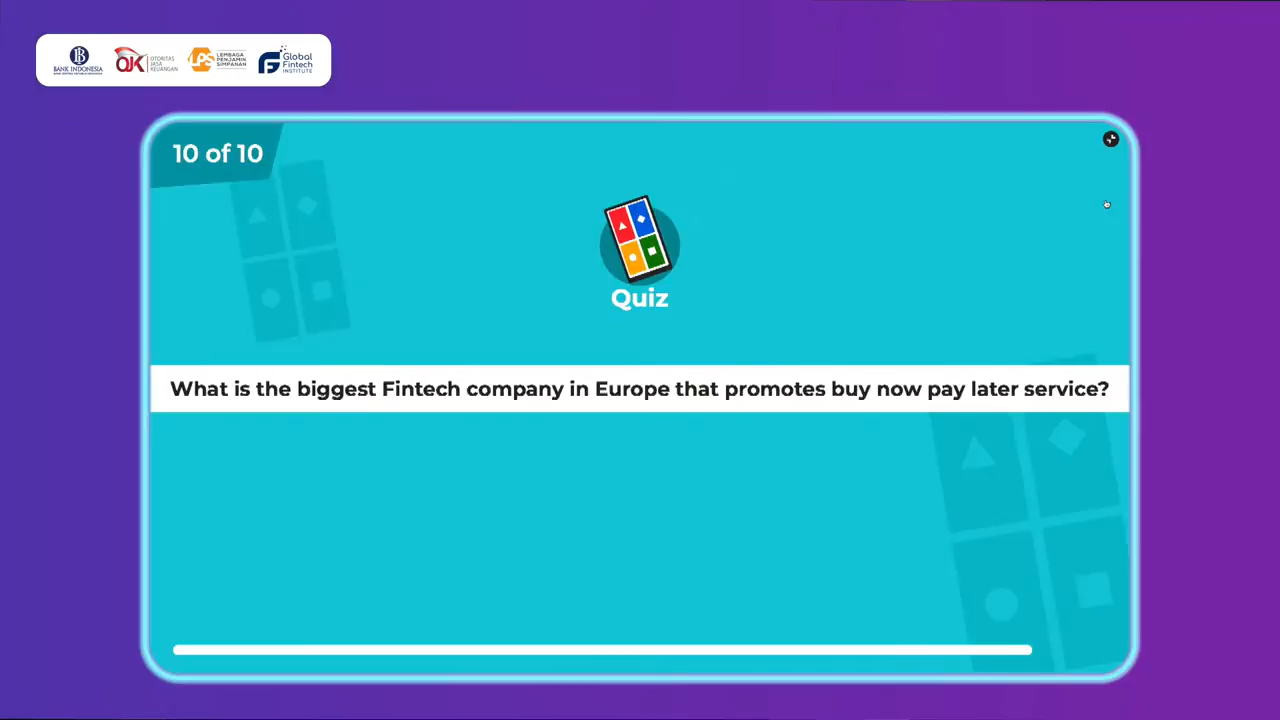 BANK INDONESIA
OJK
OTORITAS
JASA
KEUANGAN
LPS
LEMBAGA
PENJAMIN
SIMPANAN
Global
Fintech
INSTITUTE
10 of 10
Quiz
What is the biggest Fintech company in Europe that promotes buy now pay later service?